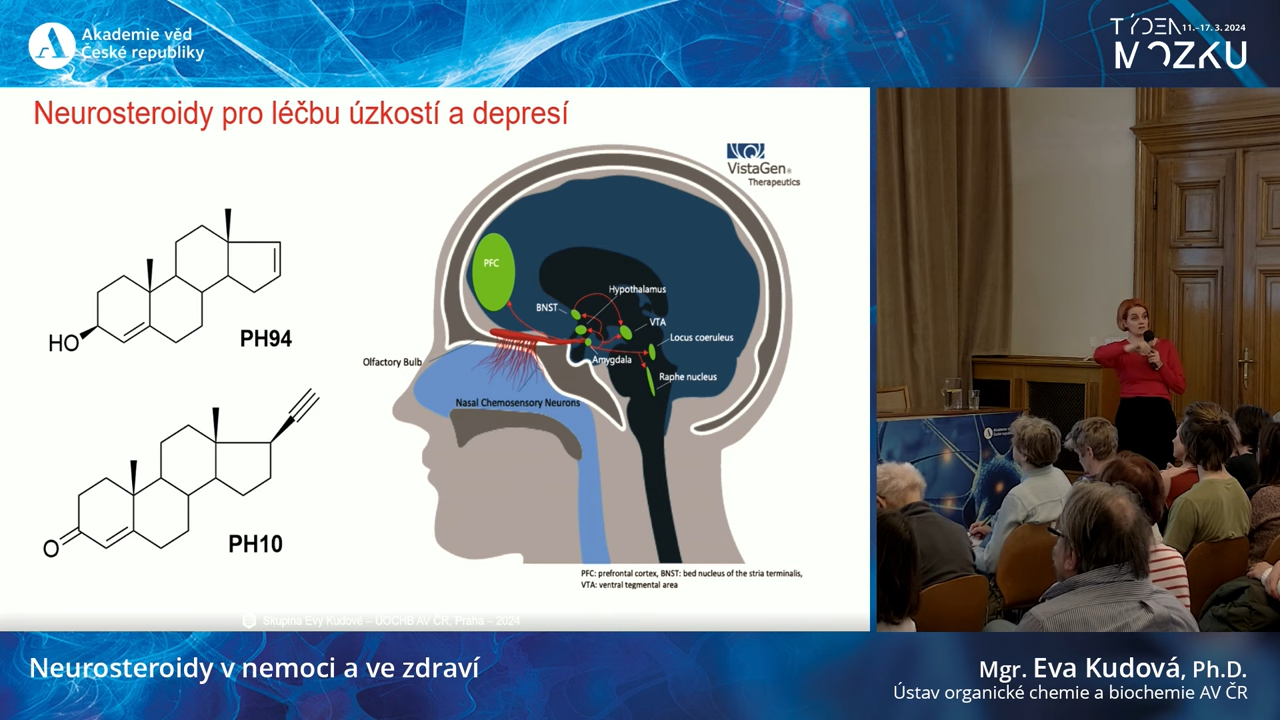 Akademie věd
České republiky
TÝDEN 11.–17. 3. 2024
MOZKU
Neurosteroidy pro léčbu úzkostí a depresí
VistaGen®
Therapeutics
PFC
Hypothalamus
BNST
VTA
Locus coeruleus
HO
PH94
Olfactory Bulb
Amygdala
Raphe nucleus
Nasal Chemosensory Neurons
O
PH10
PFC: prefrontal cortex, BNST: bed nucleus of the stria terminalis,
VTA: ventral tegmental area
Skupina Evy Kudové – ÚOCHB AV ČR, Praha – 2024
Neurosteroidy v nemoci a ve zdraví
Mgr. Eva Kudová, Ph.D.
Ústav organické chemie a biochemie AV ČR